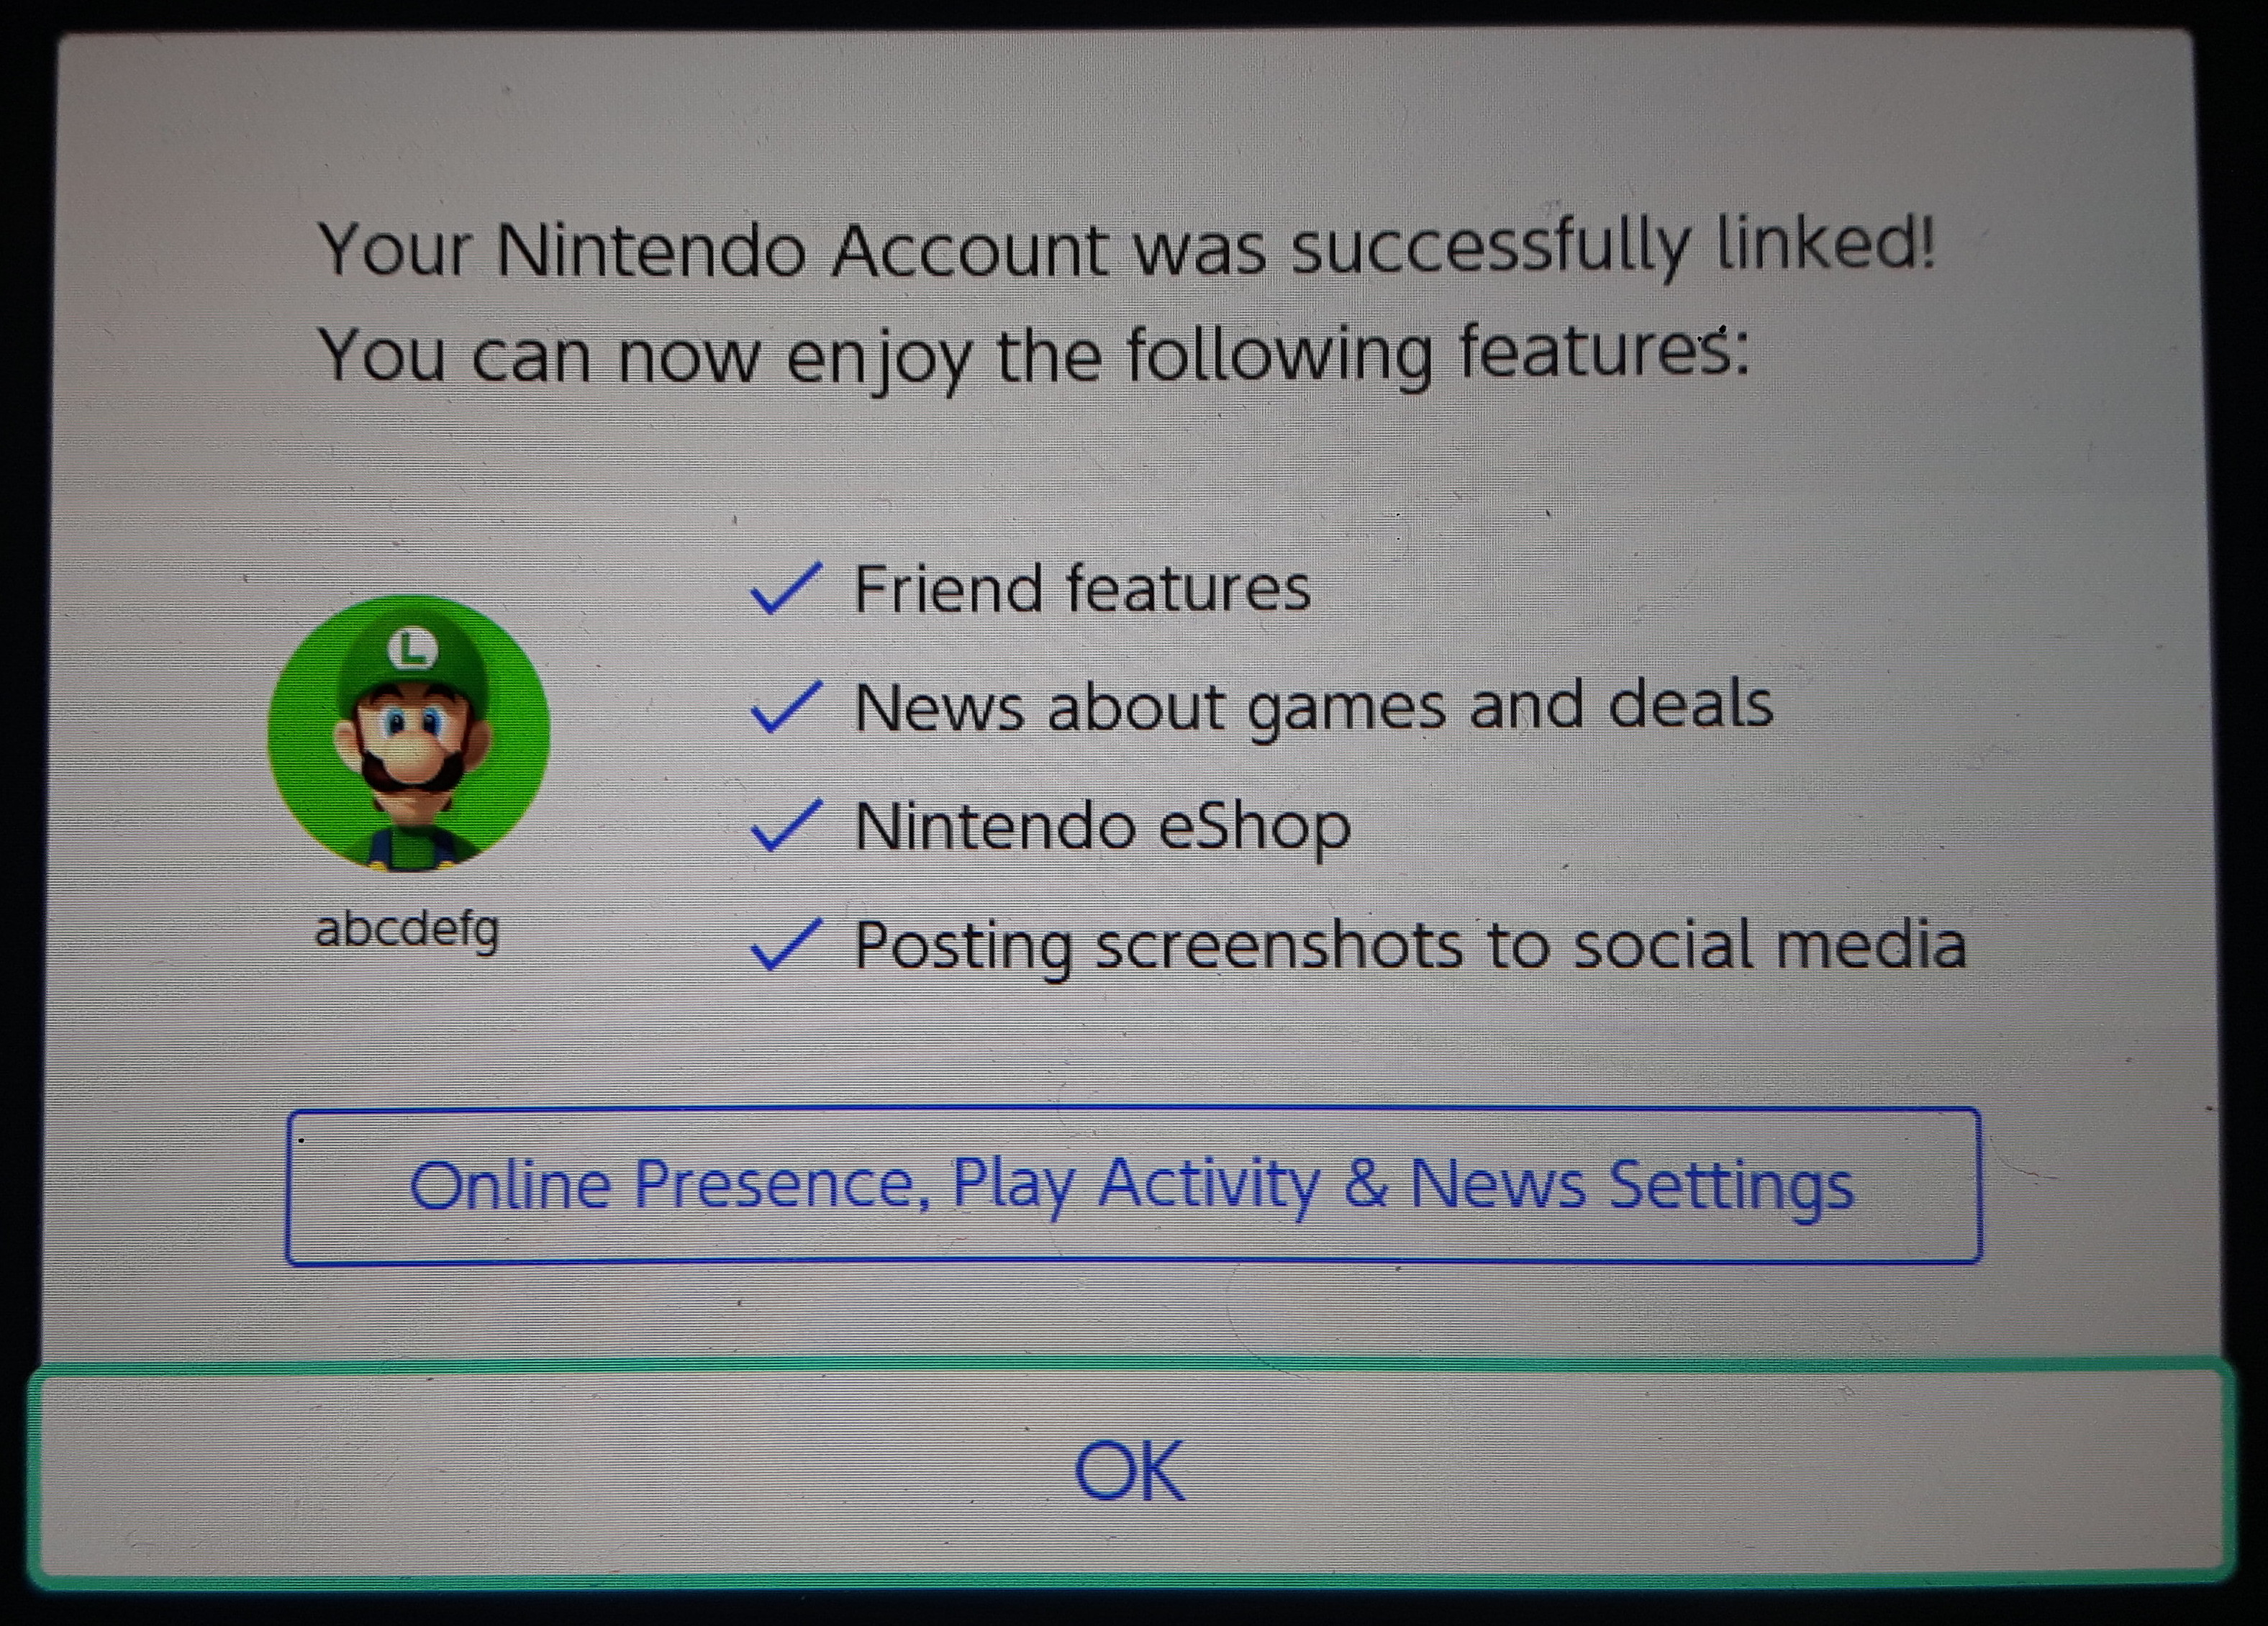 Your Nintendo Account was successfully linked!
You can now enjoy the following features:
L
Friend features
News about games and deals
Nintendo eShop
abcdefg
Posting screenshots to social media
Online Presence, Play Activity & News Settings
OK